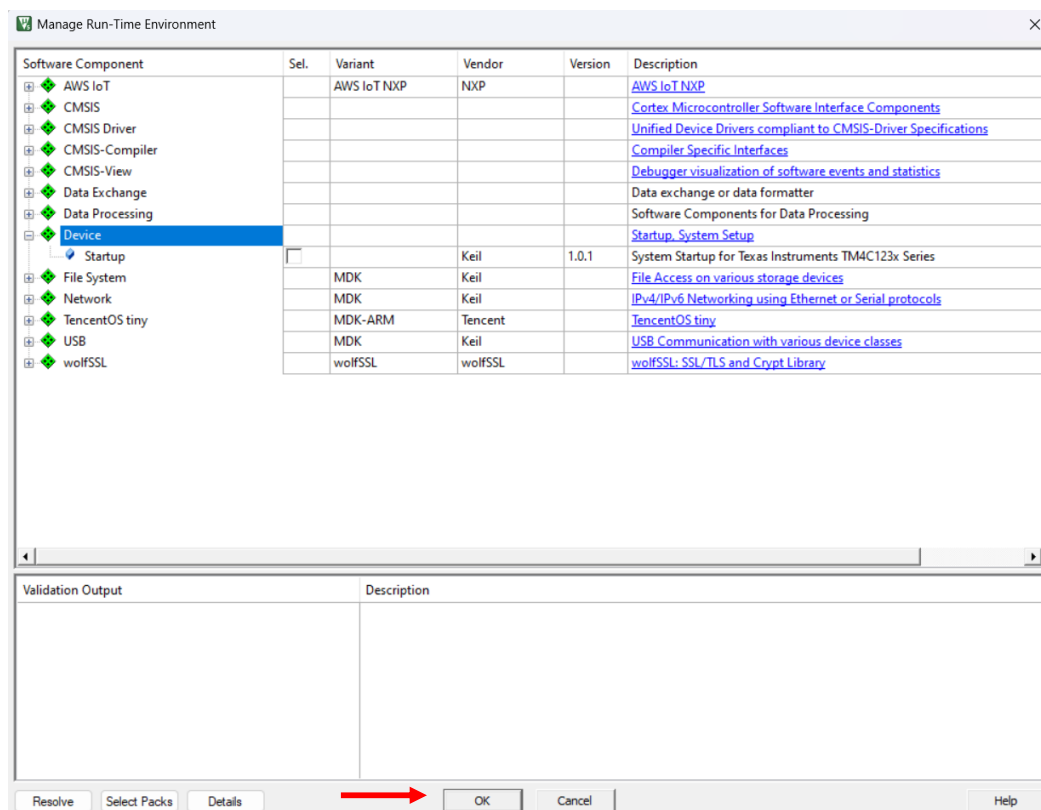 Manage Run-Time Environment
Software Component Sel. Variant Vendor Version Description
AWS IoT AWS IoT NXP NXP AWS IoT NXP
CMSIS Cortex Microcontroller Software Interface Components
CMSIS Driver Unified Device Drivers compliant to CMSIS-Driver Specifications
CMSIS-Compiler Compiler Specific Interfaces
CMSIS-View Debugger visualization of software events and statistics
Data Exchange Data exchange or data formatter
Data Processing Software Components for Data Processing
Device Startup, System Setup
Startup Keil 1.0.1 System Startup for Texas Instruments TM4C123x Series
File System MDK Keil File Access on various storage devices
Network MDK Keil IPv4/IPv6 Networking using Ethernet or Serial protocols
TencentOS tiny MDK-ARM Tencent TencentOS tiny
USB MDK Keil USB Communication with various device classes
wolfSSL wolfSSL wolfSSL wolfSSL: SSL/TLS and Crypt Library
Validation Output Description
Resolve Select Packs Details OK Cancel Help